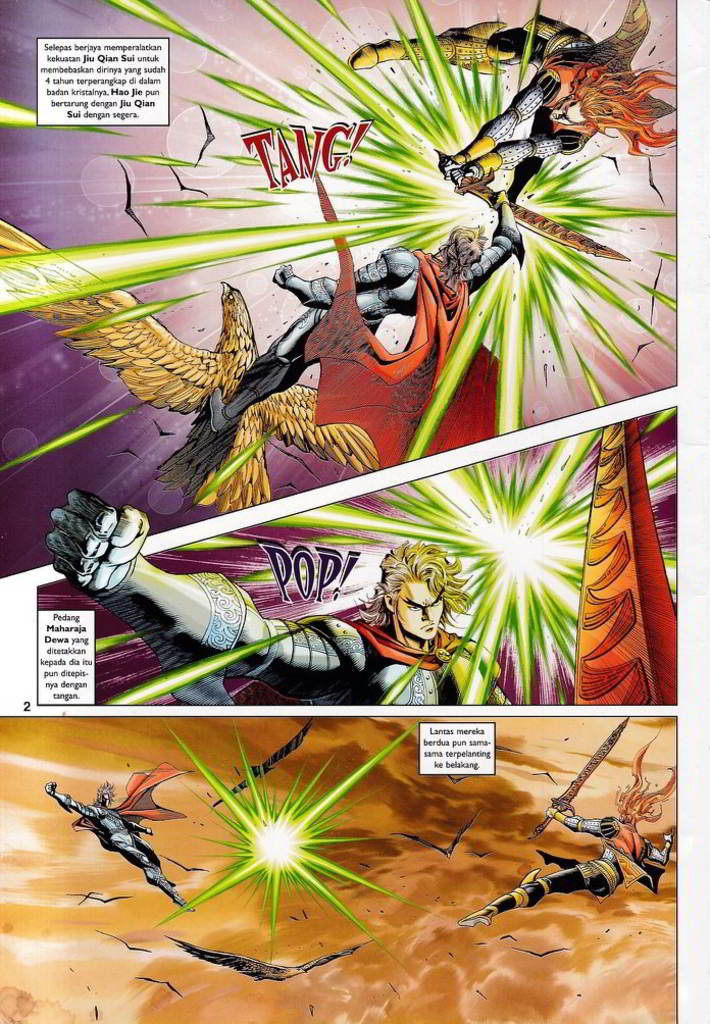 Selepas berjaya memperalatkan
kekuatan Jiu Qian Sui untuk
membebaskan dirinya yang sudah
4 tahun terperangkap di dalam
badan kristalnya, Hao Jie pun
bertarung dengan Jiu Qian
Sui dengan segera.
TANG!
POP!
Pedang
Maharaja
Dewa yang
ditetakkan
kepada dia itu
pun ditepis-
nya dengan
tangan.
2
Lantas mereka
berdua pun sama-
sama terpelanting
ke belakang.